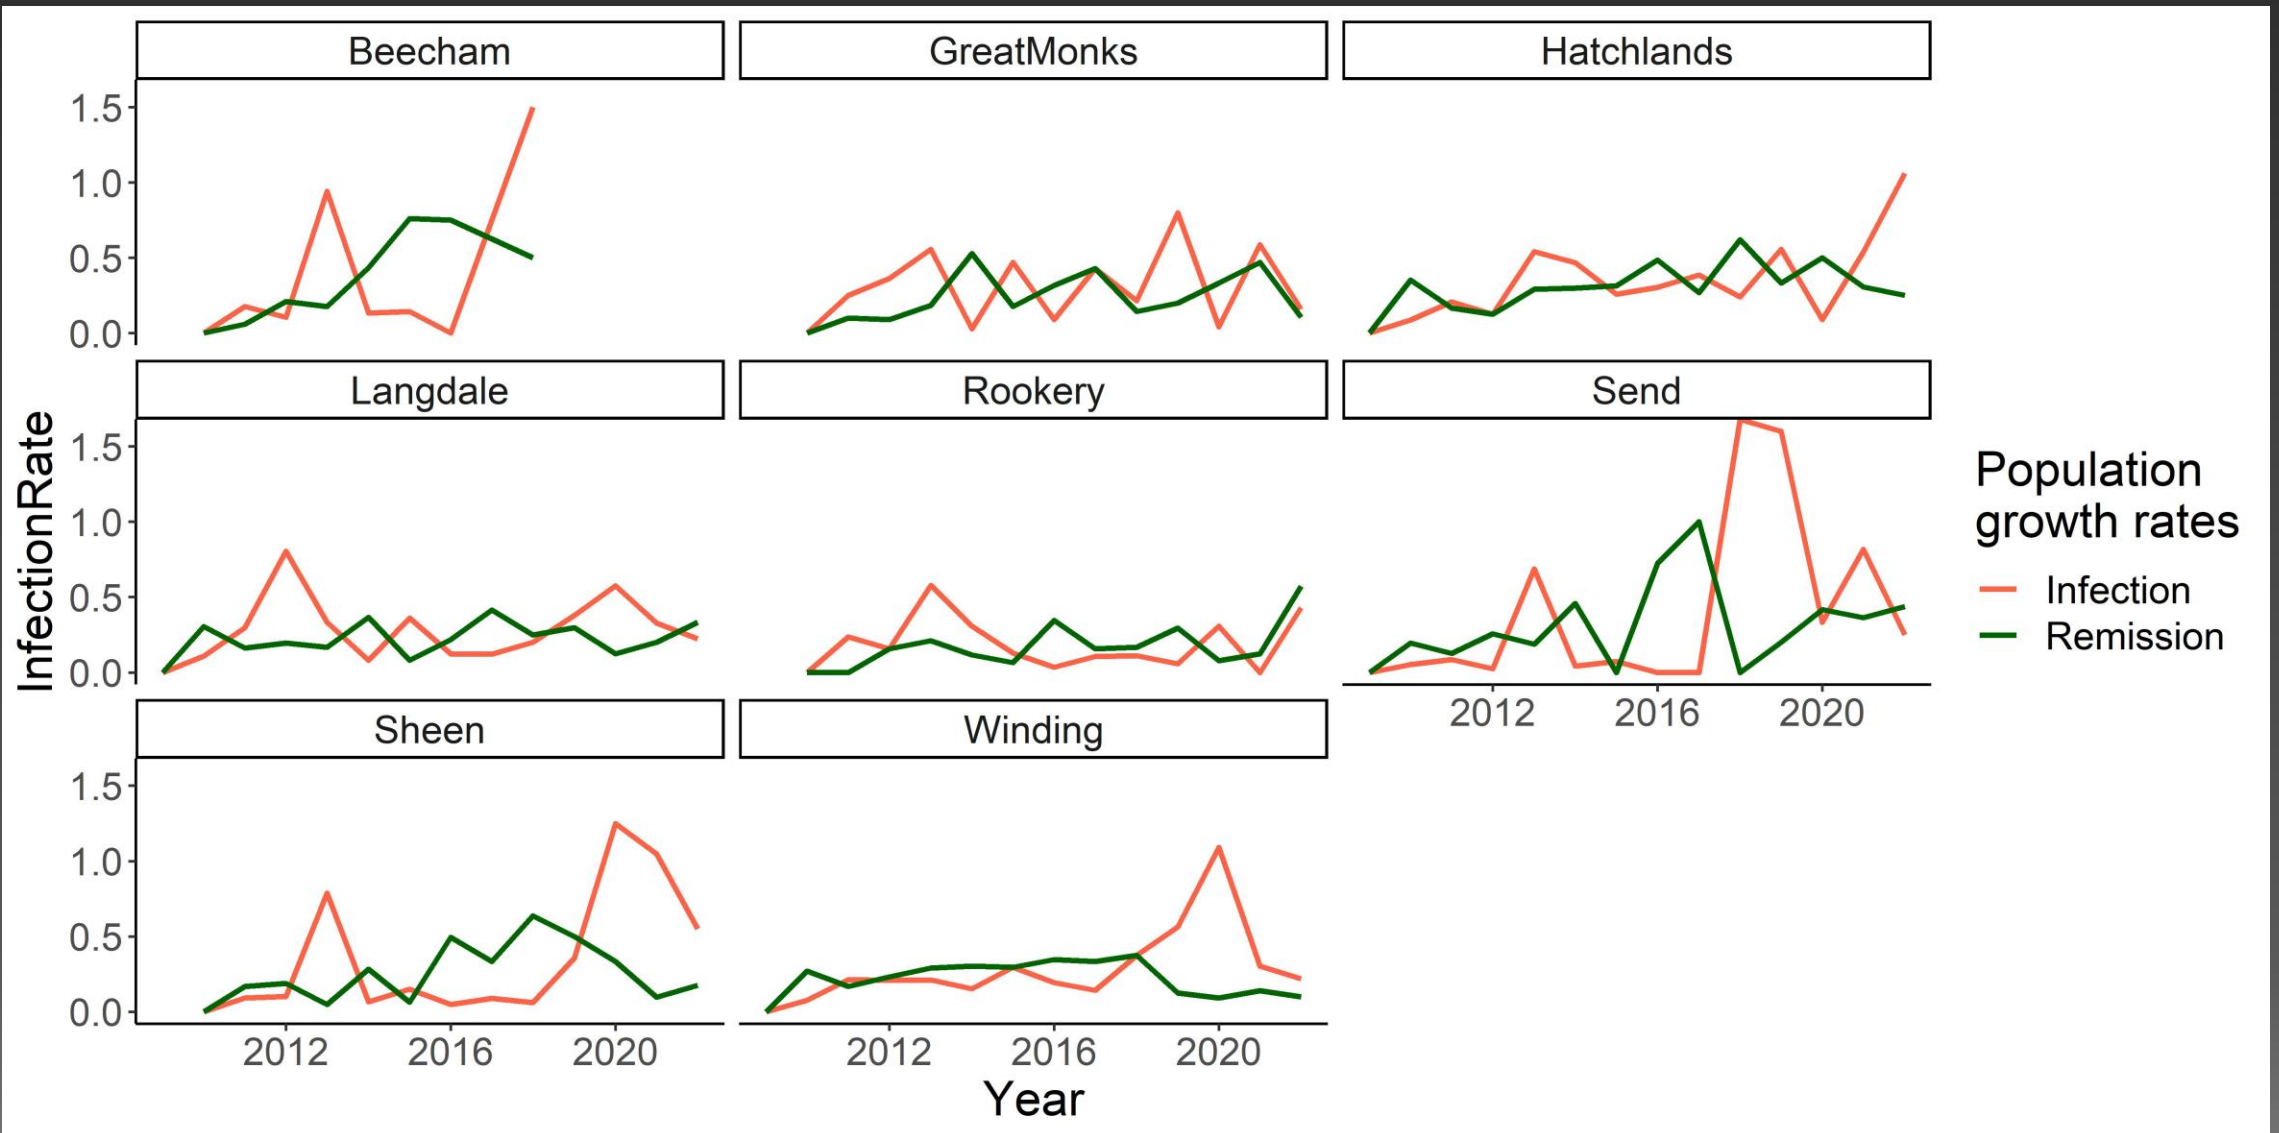 Beecham
GreatMonks
Hatchlands
1.5
1.0
0.5
0.0
Langdale
Rookery
Send
1.5
1.0
0.5
0.0
2012 2016 2020
Sheen
Winding
1.5
1.0
0.5
0.0
2012 2016 2020
2012 2016 2020
InfectionRate
Year
Population
growth rates
Infection
Remission